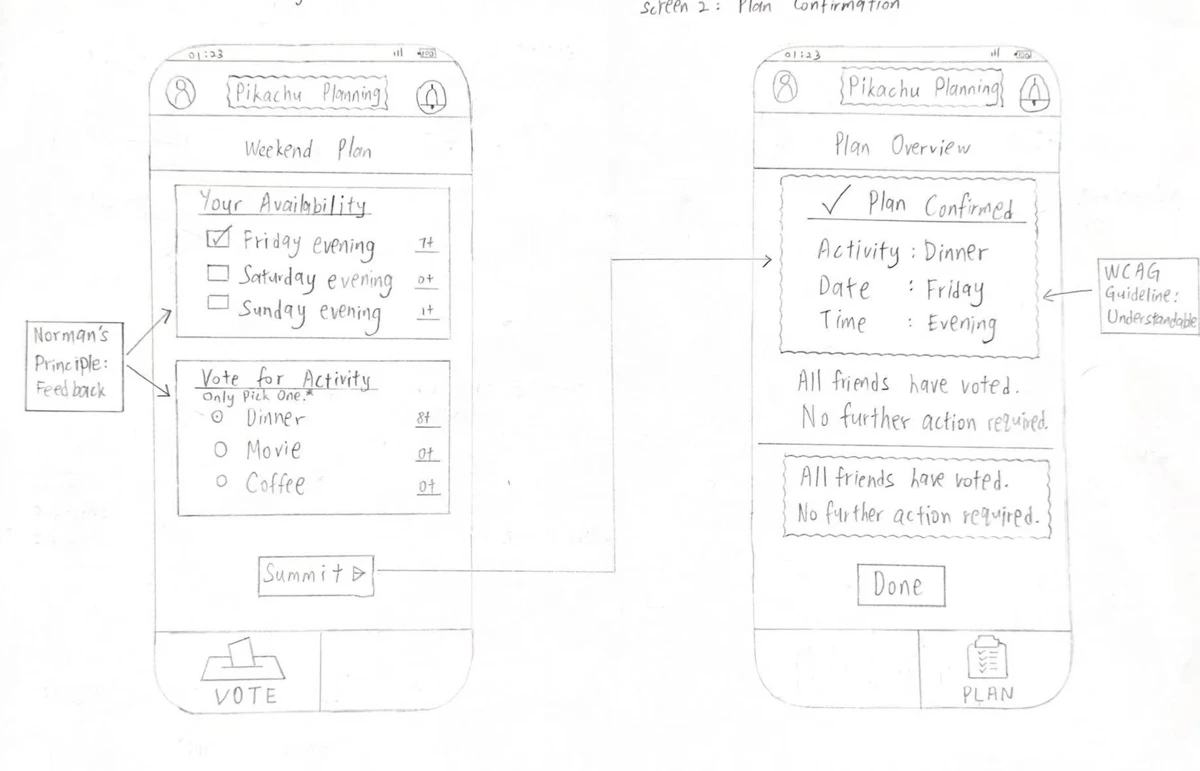 Screen 2: Plan Confirmation
01:23
Pikachu Planning
Weekend Plan
Your Availability
Friday evening 7+
Saturday evening 0+
Sunday evening 1+
Norman's
Principle:
Feedback
Vote for Activity
Only Pick One.*
Dinner 8+
Movie 0+
Coffee 0+
Summit
VOTE
01:23
100
Pikachu Planning
Plan Overview
✓ Plan Confirmed
Activity : Dinner
Date : Friday
Time : Evening
WCAG
Guideline:
Understandable
All friends have voted.
No further action required.
All friends have voted.
No further action required.
Done
PLAN